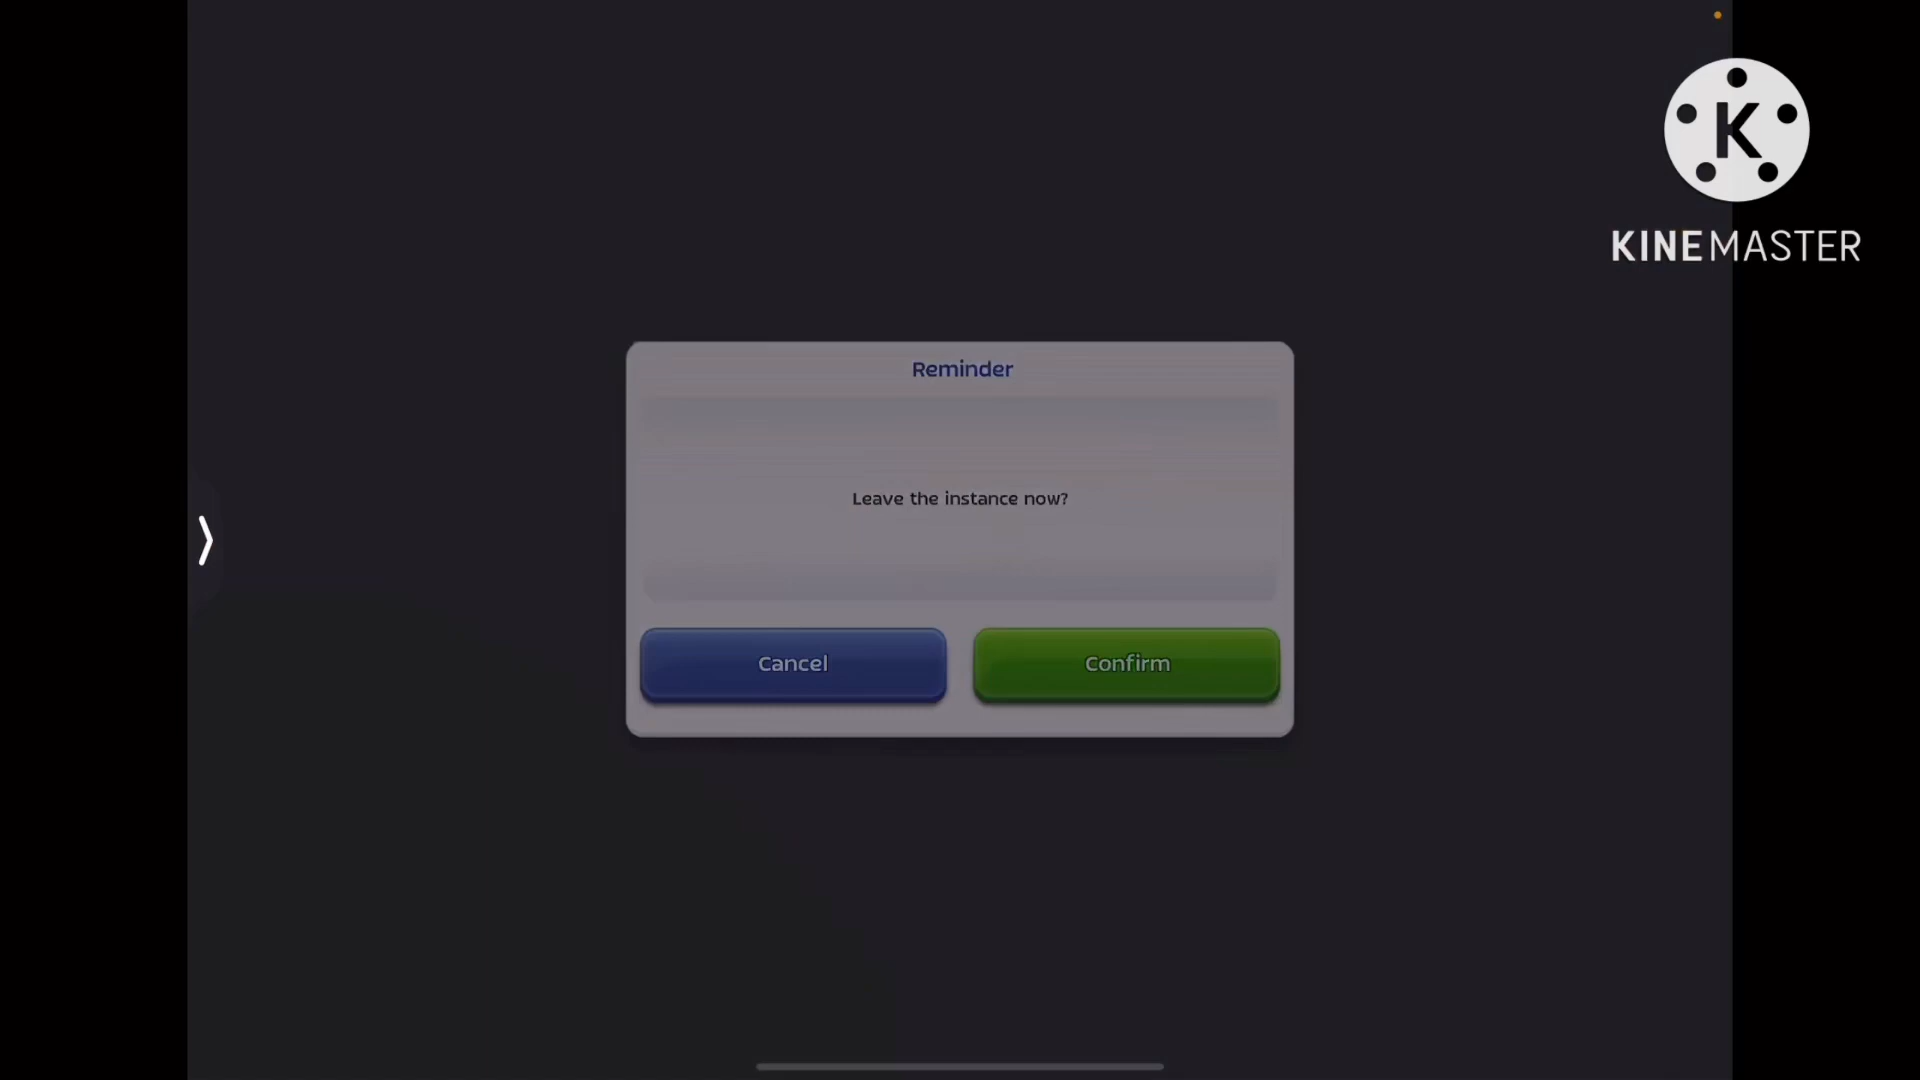 K
KINEMASTER
Reminder
Leave the instance now?
Cancel
Confirm